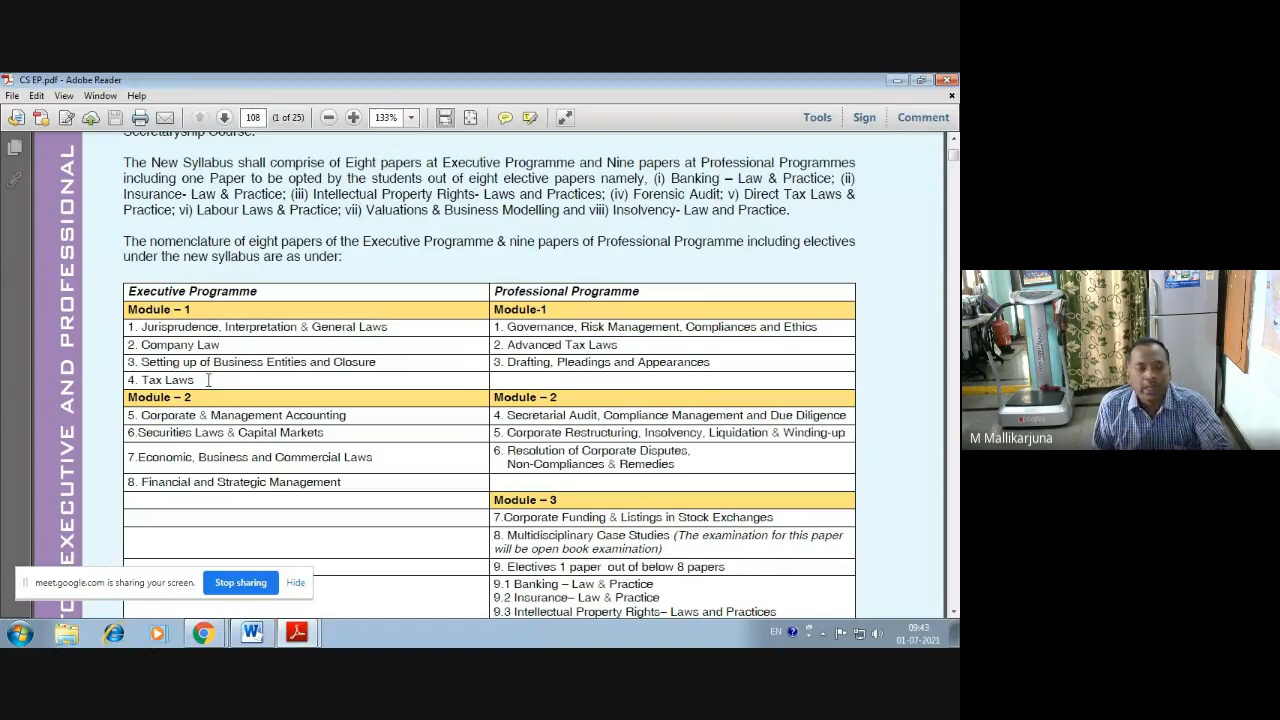 CS EP.pdf - Adobe Reader
File Edit View Window Help
108 (1 of 25) 133% Tools Sign Comment
Secretaryship Course.
The New Syllabus shall comprise of Eight papers at Executive Programme and Nine papers at Professional Programmes
including one Paper to be opted by the students out of eight elective papers namely, (i) Banking – Law & Practice; (ii)
Insurance- Law & Practice; (iii) Intellectual Property Rights- Laws and Practices; (iv) Forensic Audit; v) Direct Tax Laws &
Practice; vi) Labour Laws & Practice; vii) Valuations & Business Modelling and viii) Insolvency- Law and Practice.
The nomenclature of eight papers of the Executive Programme & nine papers of Professional Programme including electives
under the new syllabus are as under:
Executive Programme Professional Programme
Module – 1 Module-1
1. Jurisprudence, Interpretation & General Laws 1. Governance, Risk Management, Compliances and Ethics
2. Company Law 2. Advanced Tax Laws
3. Setting up of Business Entities and Closure 3. Drafting, Pleadings and Appearances
4. Tax Laws
Module – 2 Module – 2
5. Corporate & Management Accounting 4. Secretarial Audit, Compliance Management and Due Diligence
6.Securities Laws & Capital Markets 5. Corporate Restructuring, Insolvency, Liquidation & Winding-up
7.Economic, Business and Commercial Laws 6. Resolution of Corporate Disputes,
Non-Compliances & Remedies
8. Financial and Strategic Management
Module – 3
7.Corporate Funding & Listings in Stock Exchanges
8. Multidisciplinary Case Studies (The examination for this paper
will be open book examination)
9. Electives 1 paper out of below 8 papers
9.1 Banking – Law & Practice
9.2 Insurance– Law & Practice
9.3 Intellectual Property Rights– Laws and Practices
EXECUTIVE AND PROFESSIONAL
meet.google.com is sharing your screen. Stop sharing Hide
EN 09:43
01-07-2021
M Mallikarjuna